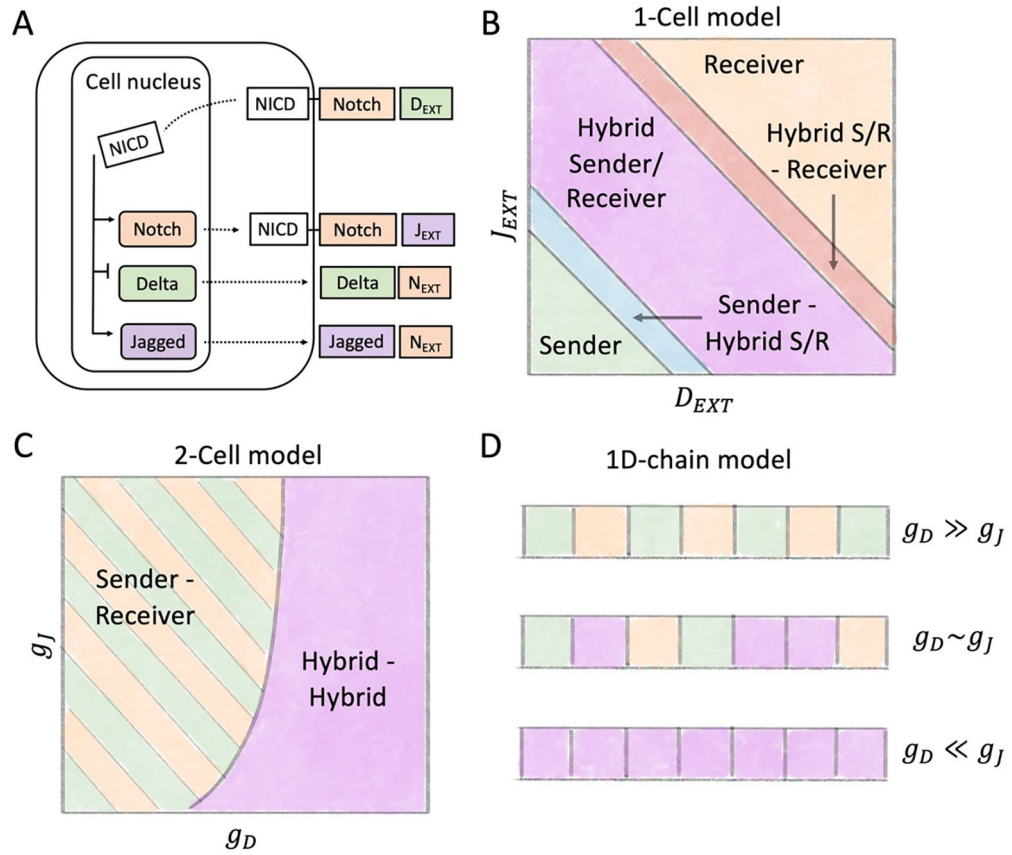 A
Cell nucleus
NICD
Notch
D_EXT
NICD
Notch
NICD
Notch
J_EXT
Delta
Delta
N_EXT
Jagged
Jagged
N_EXT
B
1-Cell model
Receiver
Hybrid
Sender/
Receiver
Hybrid S/R
- Receiver
Sender -
Hybrid S/R
Sender
J_EXT
D_EXT
C
2-Cell model
Sender -
Receiver
Hybrid -
Hybrid
g_J
g_D
D
1D-chain model
g_D ≫ g_J
g_D~g_J
g_D ≪ g_J